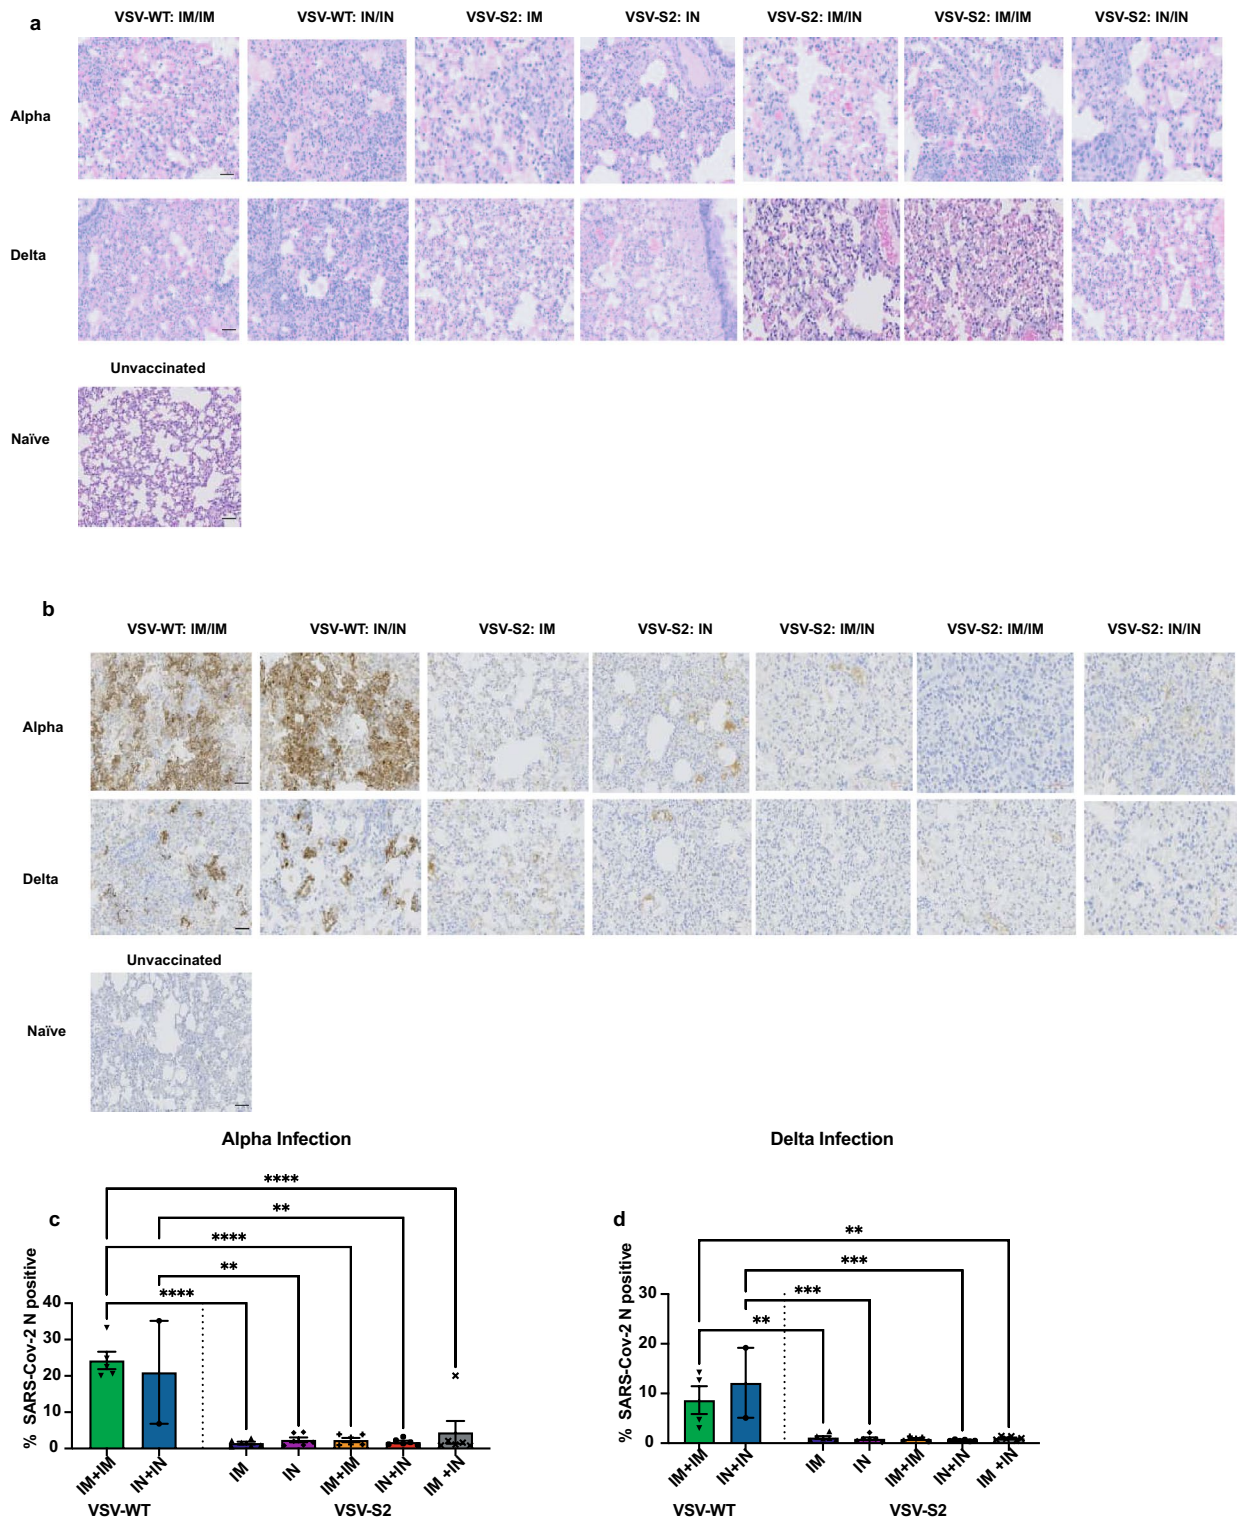 a
VSV-WT: IM/IM VSV-WT: IN/IN VSV-S2: IM VSV-S2: IN VSV-S2: IM/IN VSV-S2: IM/IM VSV-S2: IN/IN
Alpha
Delta
Unvaccinated
Naïve
b
VSV-WT: IM/IM VSV-WT: IN/IN VSV-S2: IM VSV-S2: IN VSV-S2: IM/IN VSV-S2: IM/IM VSV-S2: IN/IN
Alpha
Delta
Unvaccinated
Naïve
Alpha Infection
c
****
**
****
**
****
% SARS-Cov-2 N positive
40
30
20
10
0
IM+IM IN+IN IM IN IM+IM IN+IN IM +IN
VSV-WT VSV-S2
Delta Infection
d
**
***
***
**
% SARS-Cov-2 N positive
30
20
10
0
IM+IM IN+IN IM IN IM+IM IN+IN IM +IN
VSV-WT VSV-S2